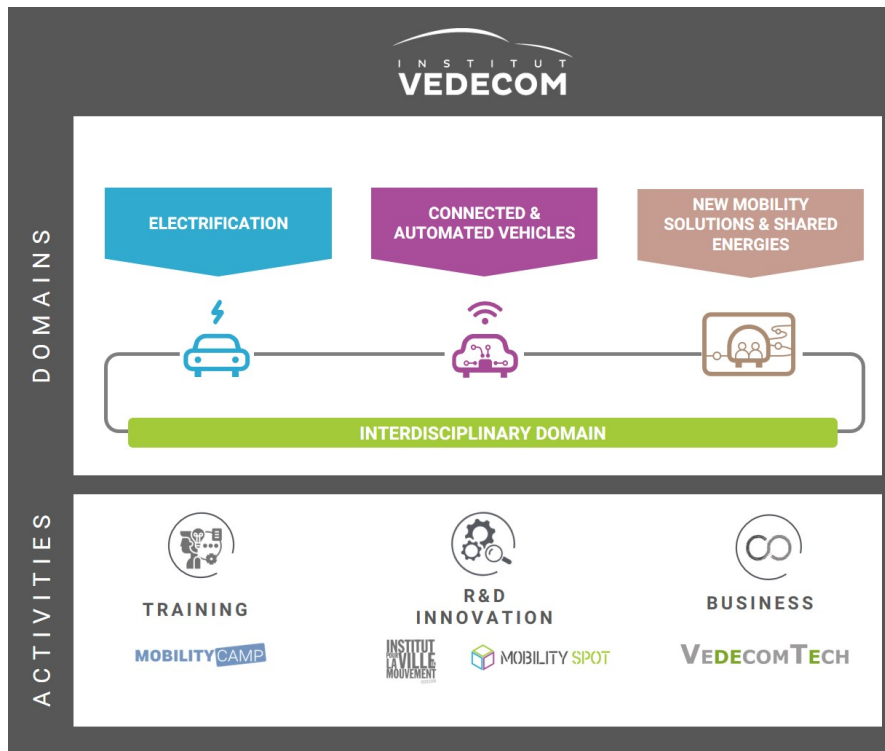 INSTITUT
VEDECOM
DOMAINS
ELECTRIFICATION
CONNECTED &
AUTOMATED VEHICLES
NEW MOBILITY
SOLUTIONS & SHARED
ENERGIES
INTERDISCIPLINARY DOMAIN
ACTIVITIES
TRAINING
MOBILITYCAMP
R&D
INNOVATION
INSTITUT
POUR
LA VILLE
EN
MOUVEMENT
MOBILITY SPOT
BUSINESS
VEDECOMTECH